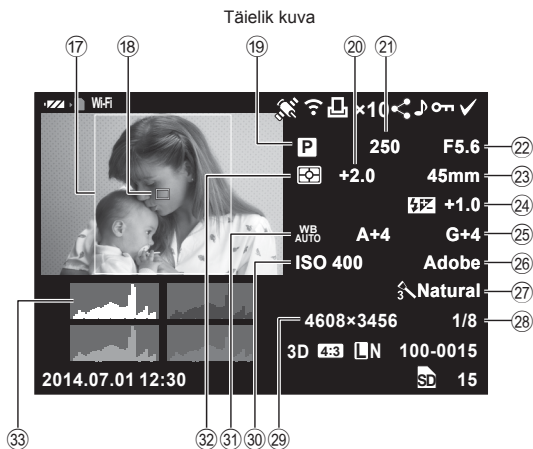 Täielik kuva
⑰ ⑱ ⑲ ⑳ ㉑
Wi-Fi ×10
P 250 F5.6 ㉒
+2.0 45mm ㉓
+1.0 ㉔
WB AUTO A+4 G+4 ㉕
ISO 400 Adobe ㉖
3 Natural ㉗
4608×3456 1/8 ㉘
3D 4:3 LN 100-0015
2014.07.01 12:30 SD 15
㉝ ㉜ ㉛ ㉚ ㉙